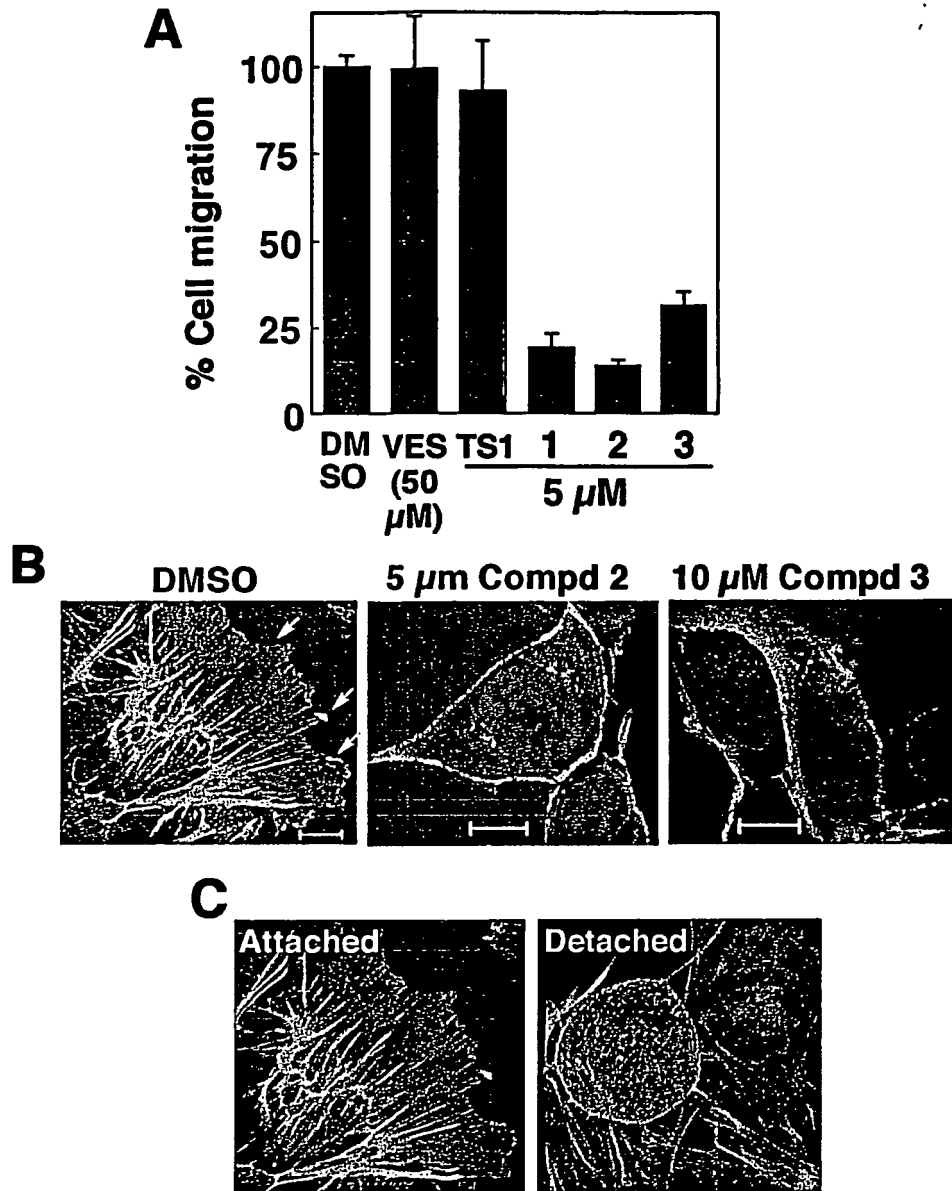 A
100
75
50
25
0
% Cell migration
DM SO
VES (50 µM)
TS1
1
2
3
5 µM
B
DMSO
5 µm Compd 2
10 µM Compd 3
C
Attached
Detached